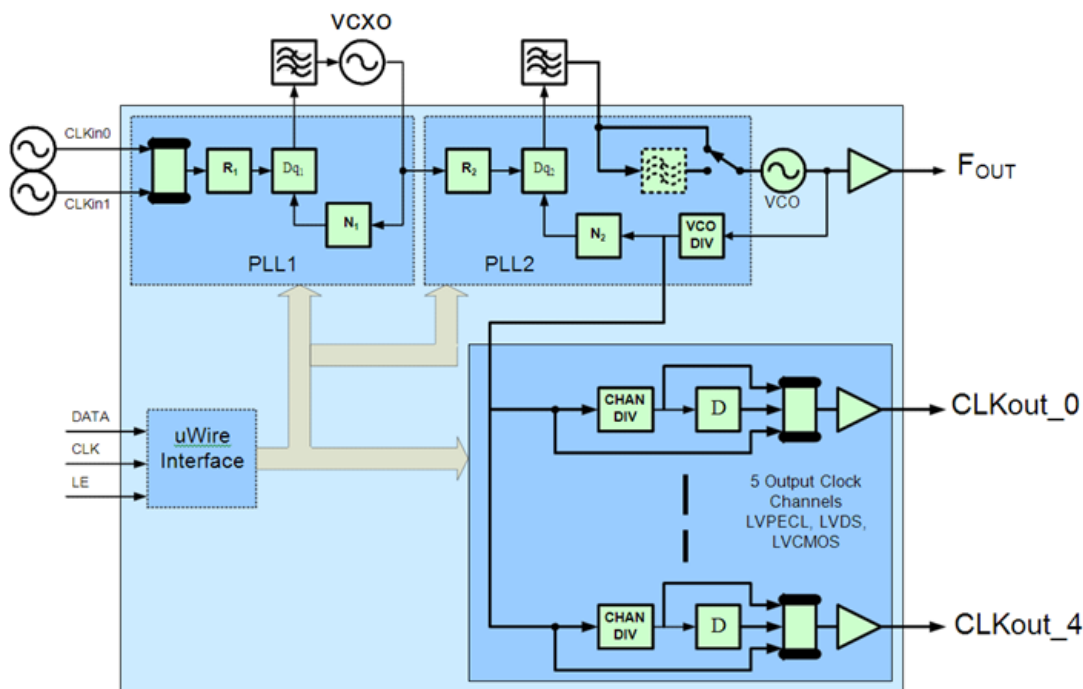 VCXO
CLKin0
CLKin1
R1
Dq1
N1
PLL1
R2
Dq2
N2
VCO
DIV
VCO
PLL2
FOUT
DATA
CLK
LE
uWire
Interface
CHAN
DIV
D
CLKout_0
5 Output Clock
Channels
LVPECL, LVDS,
LVCMOS
CHAN
DIV
D
CLKout_4